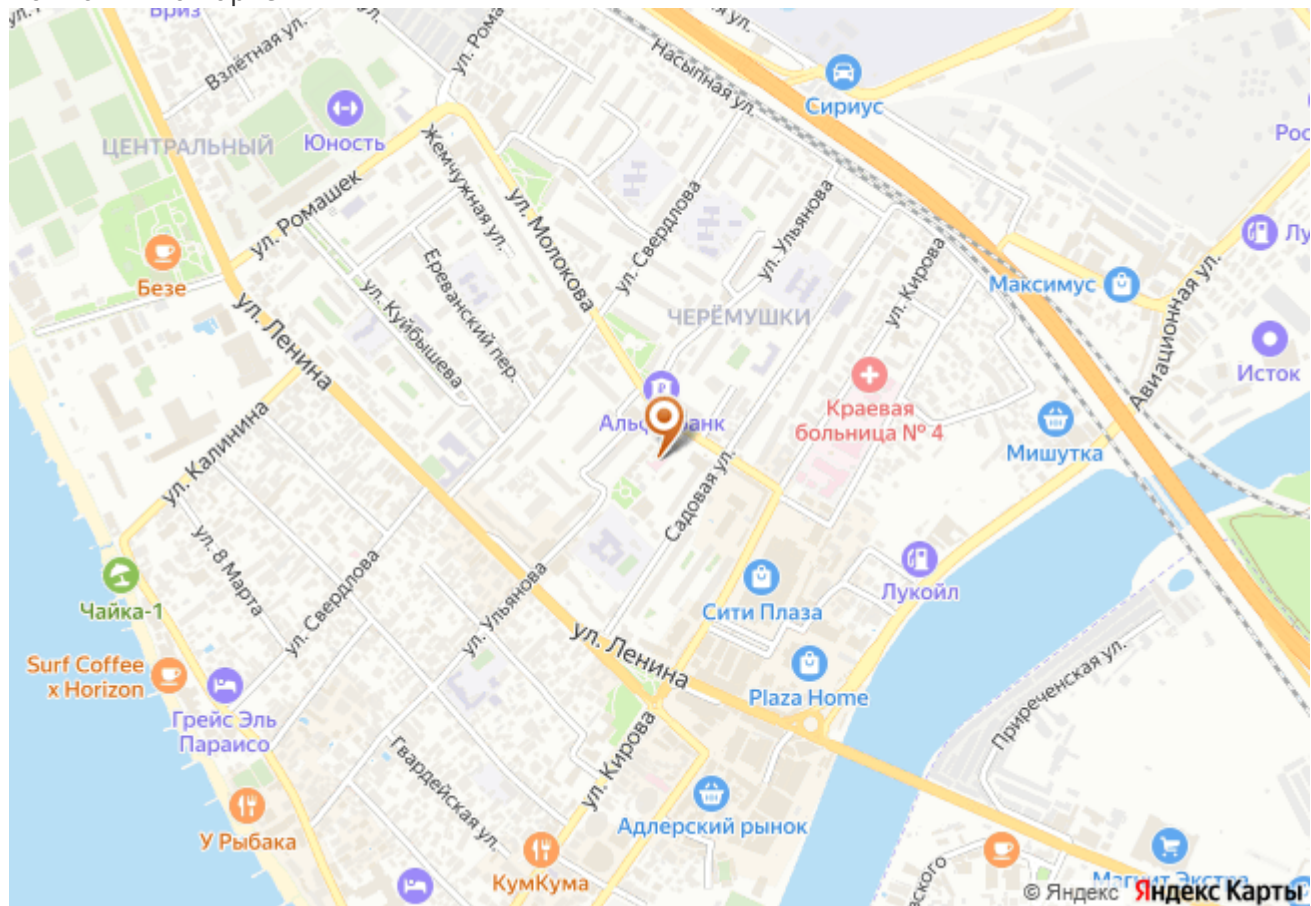 Бриз
Взлётная ул.
ул. Рома
Насыпная ул.
Сириус
Рос
ЦЕНТРАЛЬНЫЙ
Юность
Жемчужная ул.
ул. Ромашек
ул. Молокова
ул. Свердлова
ул. Ульянова
ул. Кирова
Лу
Безе
Ереванский пер.
ул. Куйбышева
ЧЕРЁМУШКИ
Максимус
Авиационная ул.
Исток
ул. Ленина
Краевая
больница № 4
Мишутка
ул. Калинина
Садовая ул.
ул. 8 Марта
Чайка-1
ул. Свердлова
ул. Ульянова
Сити Плаза
Лукойл
ул. Ленина
Surf Coffee
x Horizon
Грейс Эль
Параисо
Plaza Home
Приреченская ул.
Гвардейская ул.
ул. Кирова
У Рыбака
Адлерский рынок
КумКума
© Яндекс Яндекс Карты